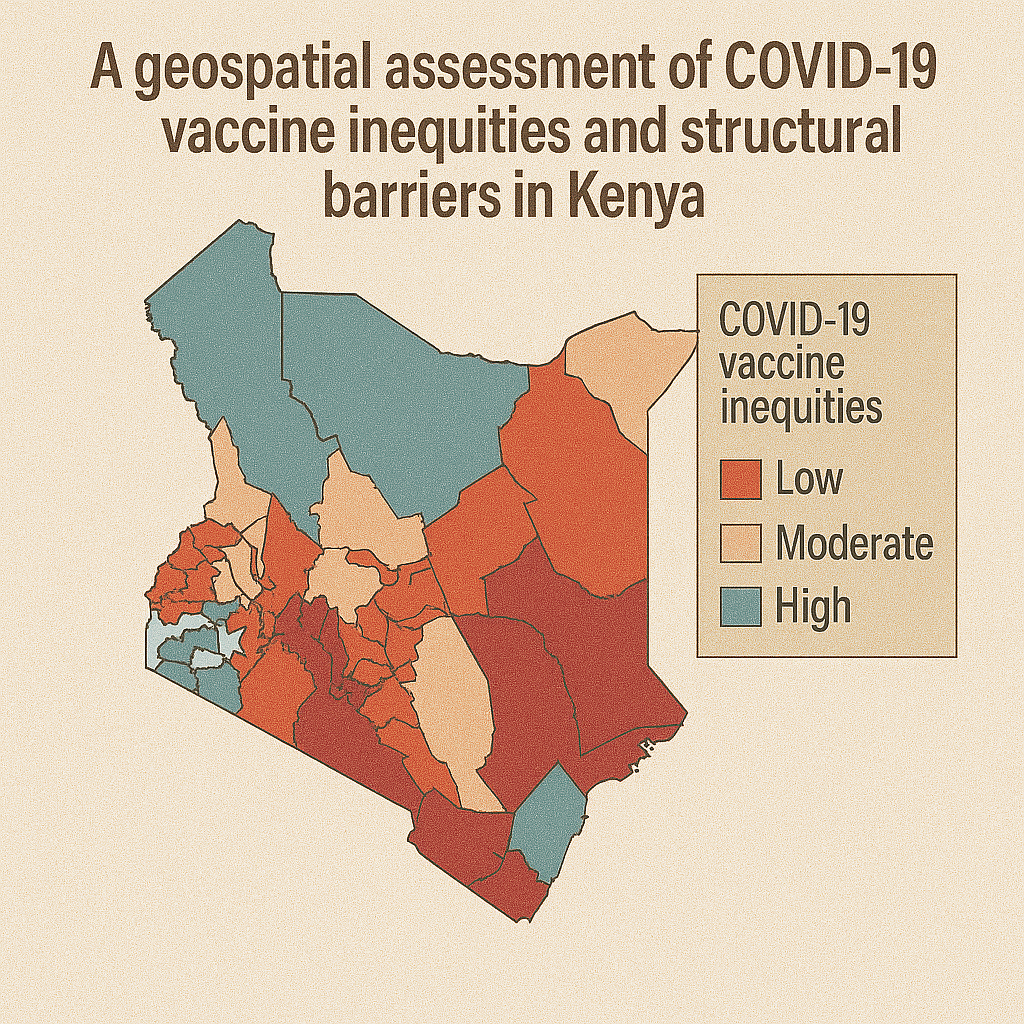 A geospatial assessment of COVID-19
vaccine inequities and structural
barriers in Kenya
COVID-19
vaccine
inequities
Low
Moderate
High